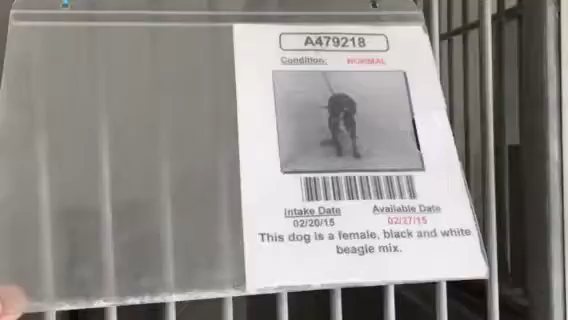 A479218
Condition: NORMAL
Intake Date Available Date
02/20/15 02/27/15
This dog is a female, black and white
beagle mix.